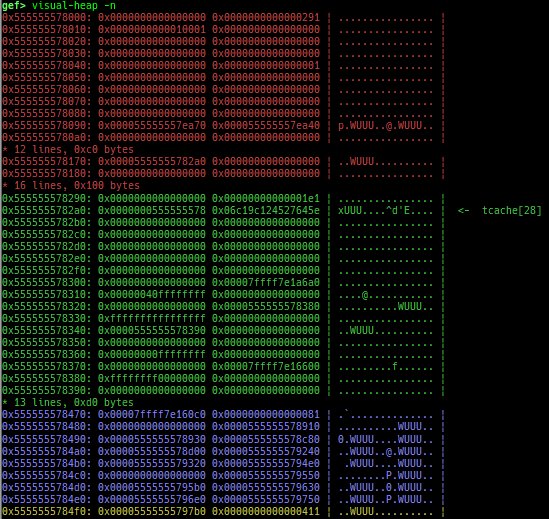 gef> visual-heap -n
0x555555578000: 0x0000000000000000 0x0000000000000291 | ................ |
0x555555578010: 0x0000000000010001 0x0000000000000000 | ................ |
0x555555578020: 0x0000000000000000 0x0000000000000000 | ................ |
0x555555578030: 0x0000000000000000 0x0000000000000000 | ................ |
0x555555578040: 0x0000000000000000 0x0000000000000001 | ................ |
0x555555578050: 0x0000000000000000 0x0000000000000000 | ................ |
0x555555578060: 0x0000000000000000 0x0000000000000000 | ................ |
0x555555578070: 0x0000000000000000 0x0000000000000000 | ................ |
0x555555578080: 0x0000000000000000 0x0000000000000000 | ................ |
0x555555578090: 0x000055555557ea70 0x000055555557ea40 | p.WUUU..@.WUUU.. |
0x5555555780a0: 0x0000000000000000 0x0000000000000000 | ................ |
* 12 lines, 0xc0 bytes
0x555555578170: 0x00005555555782a0 0x0000000000000000 | ..WUUU.......... |
0x555555578180: 0x0000000000000000 0x0000000000000000 | ................ |
* 16 lines, 0x100 bytes
0x555555578290: 0x0000000000000000 0x00000000000001e1 | ................ |
0x5555555782a0: 0x0000000555555578 0x06c19c124527645e | xUUU....^d'E.... | <- tcache[28]
0x5555555782b0: 0x0000000000000000 0x0000000000000000 | ................ |
0x5555555782c0: 0x0000000000000000 0x0000000000000000 | ................ |
0x5555555782d0: 0x0000000000000000 0x0000000000000000 | ................ |
0x5555555782e0: 0x0000000000000000 0x0000000000000000 | ................ |
0x5555555782f0: 0x0000000000000000 0x0000000000000000 | ................ |
0x555555578300: 0x0000000000000000 0x00007ffff7e1a6a0 | ................ |
0x555555578310: 0x00000040ffffffff 0x0000000000000000 | ....@........... |
0x555555578320: 0x0000000000000000 0x0000555555578380 | ..........WUUU.. |
0x555555578330: 0xffffffffffffffff 0x0000000000000000 | ................ |
0x555555578340: 0x0000555555578390 0x0000000000000000 | ..WUUU.......... |
0x555555578350: 0x0000000000000000 0x0000000000000000 | ................ |
0x555555578360: 0x00000000ffffffff 0x0000000000000000 | ................ |
0x555555578370: 0x0000000000000000 0x00007ffff7e16600 | .........f...... |
0x555555578380: 0xffffffff00000000 0x0000000000000000 | ................ |
0x555555578390: 0x0000000000000000 0x0000000000000000 | ................ |
* 13 lines, 0xd0 bytes
0x555555578470: 0x00007ffff7e160c0 0x0000000000000081 | .`.............. |
0x555555578480: 0x0000000000000000 0x0000555555578910 | ..........WUUU.. |
0x555555578490: 0x0000555555578930 0x0000555555578c80 | 0.WUUU....WUUU.. |
0x5555555784a0: 0x0000555555578d00 0x0000555555579240 | ..WUUU..@.WUUU.. |
0x5555555784b0: 0x0000555555579320 0x00005555555794e0 |  .WUUU....WUUU.. |
0x5555555784c0: 0x0000000000000000 0x0000555555579550 | ........P.WUUU.. |
0x5555555784d0: 0x00005555555795b0 0x0000555555579630 | ..WUUU..0.WUUU.. |
0x5555555784e0: 0x00005555555796e0 0x0000555555579750 | ..WUUU..P.WUUU.. |
0x5555555784f0: 0x00005555555797b0 0x0000000000000411 | ..WUUU.......... |